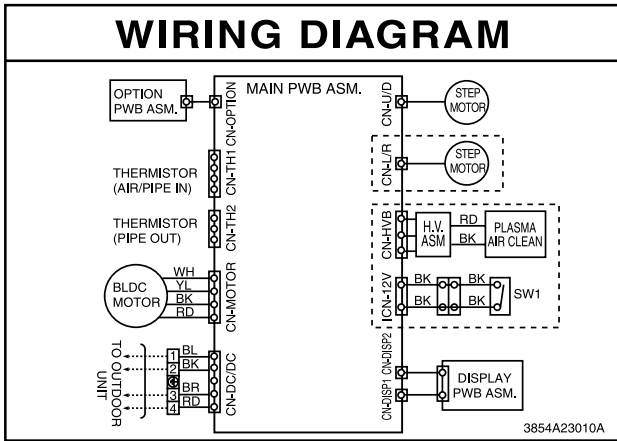 WIRING DIAGRAM
MAIN PWB ASM.
OPTION
PWB ASM.
CN-OPTION
THERMISTOR
(AIR/PIPE IN)
CN-TH1
THERMISTOR
(PIPE OUT)
CN-TH2
BLDC
MOTOR
WH
YL
BK
RD
CN-MOTOR
TO OUTDOOR
UNIT
1
2
3
4
BL
BK
BR
RD
CN-DC/DC
CN-U/D
STEP
MOTOR
CN-L/R
STEP
MOTOR
CN-HVB
H.V.
ASM
RD
BK
PLASMA
AIR CLEAN
CN-12V
BK BK
BK BK
SW1
CN-DISP2
CN-DISP1
DISPLAY
PWB ASM.
3854A23010A